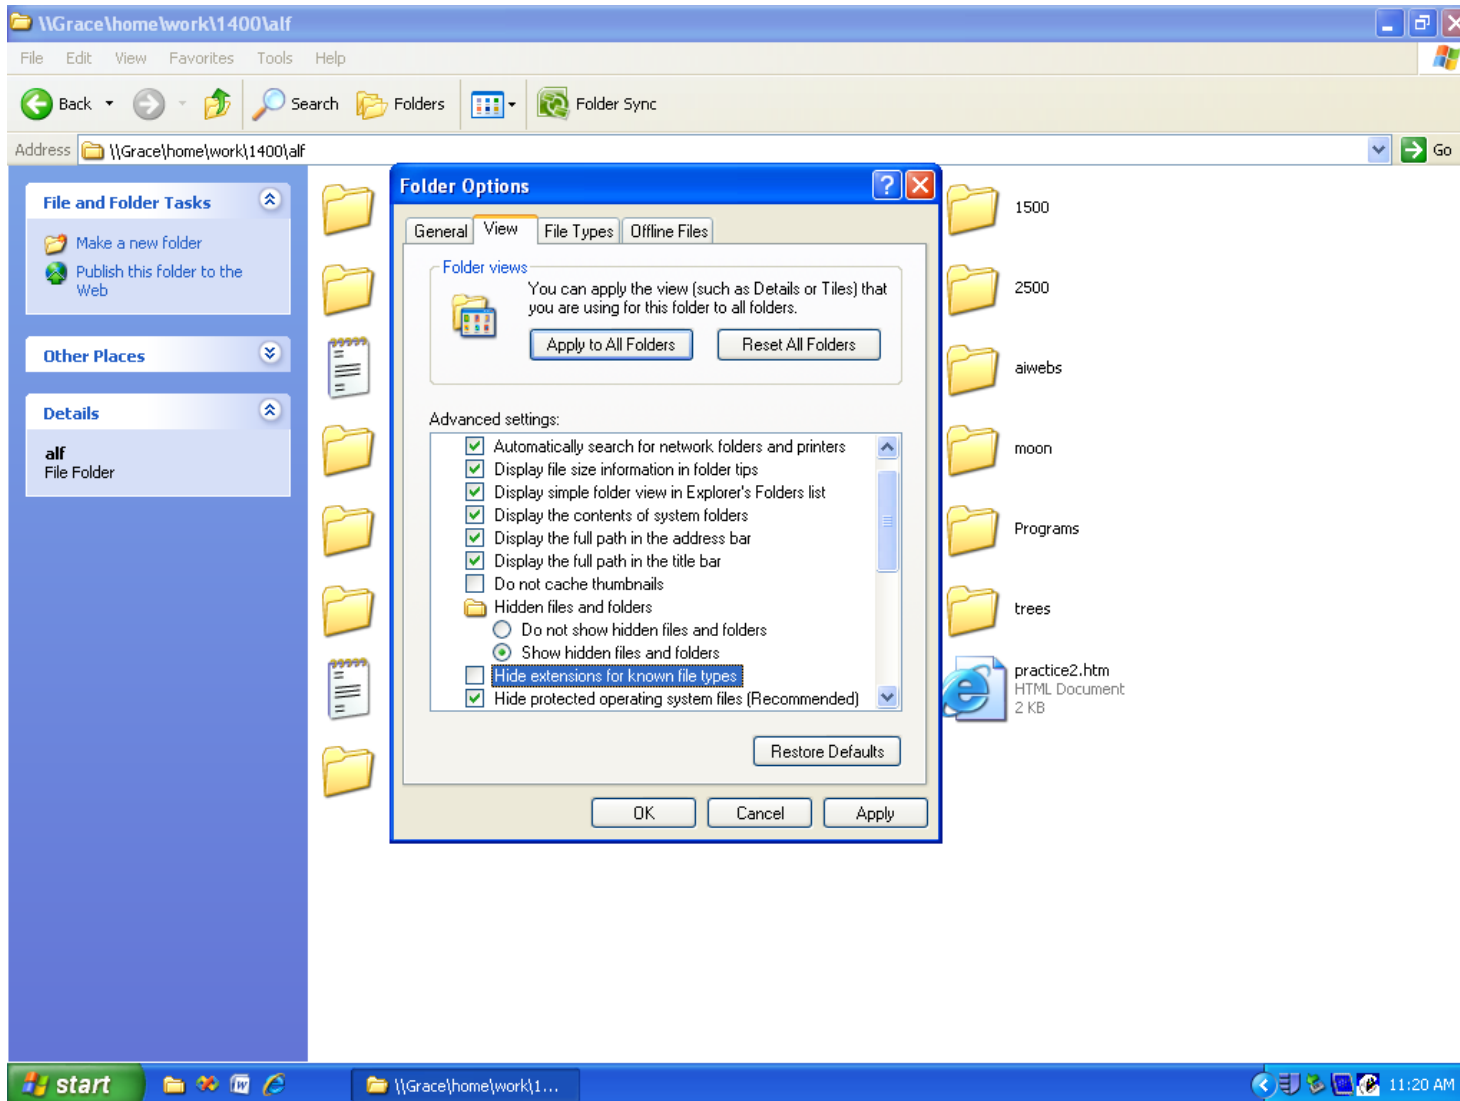 \\Grace\home\work\1400\alf
File Edit View Favorites Tools Help
Back Search Folders Folder Sync
Address \\Grace\home\work\1400\alf Go
File and Folder Tasks
Make a new folder
Publish this folder to the
Web
Other Places
Details
alf
File Folder
Folder Options
General View File Types Offline Files
Folder views
You can apply the view (such as Details or Tiles) that
you are using for this folder to all folders.
Apply to All Folders Reset All Folders
Advanced settings:
Automatically search for network folders and printers
Display file size information in folder tips
Display simple folder view in Explorer's Folders list
Display the contents of system folders
Display the full path in the address bar
Display the full path in the title bar
Do not cache thumbnails
Hidden files and folders
Do not show hidden files and folders
Show hidden files and folders
Hide extensions for known file types
Hide protected operating system files (Recommended)
Restore Defaults
OK Cancel Apply
1500
2500
aiwebs
moon
Programs
trees
practice2.htm
HTML Document
2 KB
start \\Grace\home\work\1... 11:20 AM